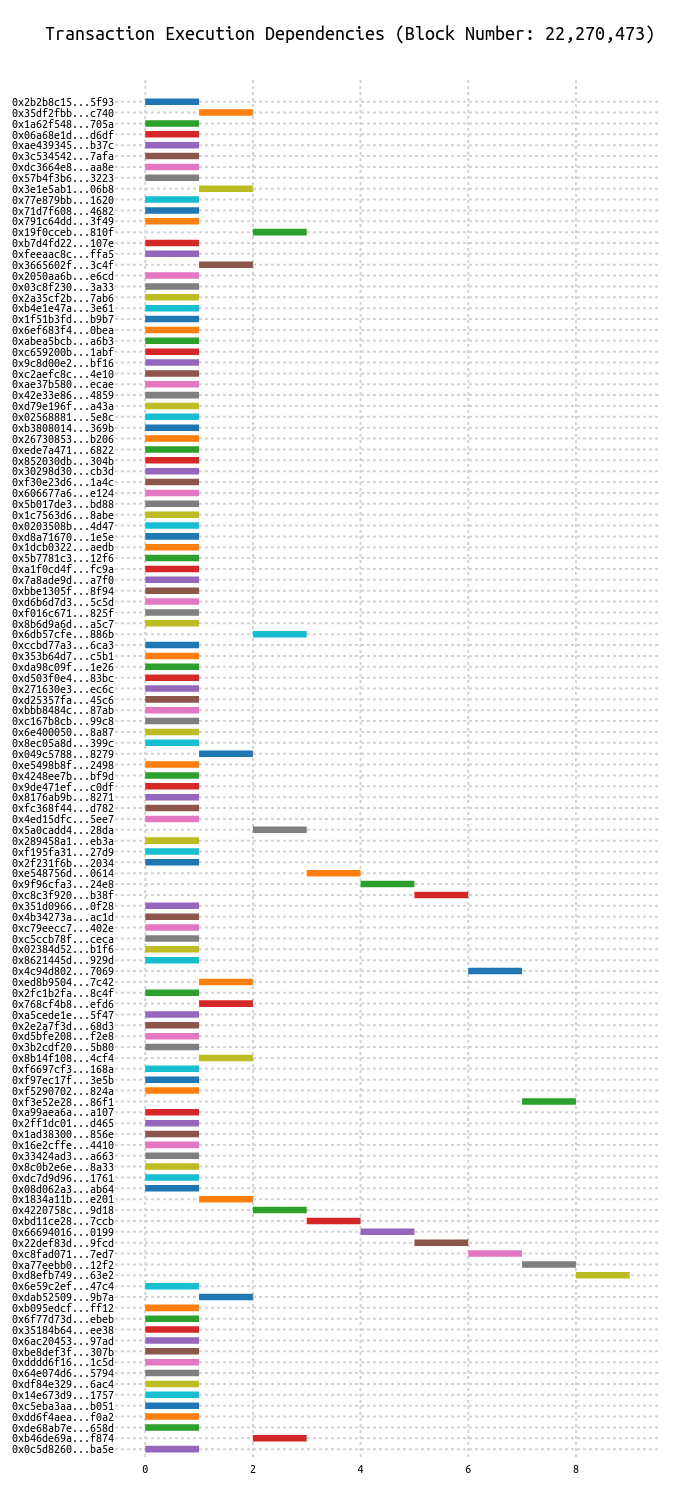 Transaction Execution Dependencies (Block Number: 22,270,473)
0x2b2b8c15...5f93
0x35df2fbb...c740
0x1a62f548...705a
0x06a68e1d...d6df
0xae439345...b37c
0x3c534542...7afa
0xdc3664e8...aa8e
0x57b4f3b6...3223
0x3e1e5ab1...06b8
0x77e879bb...1620
0x71d7f608...4682
0x791c64dd...3f49
0x19f0cceb...810f
0xb7d4fd22...107e
0xfeeaac8c...ffa5
0x3665602f...3c4f
0x2050aa6b...e6cd
0x03c8f230...3a33
0x2a35cf2b...7ab6
0xb4e1e47a...3e61
0x1f51b3fd...b9b7
0x6ef683f4...0bea
0xabea5bcb...a6b3
0xc659200b...1abf
0x9c8d00e2...bf16
0xc2aefc8c...4e10
0xae37b580...ecae
0x42e33e86...4859
0xd79e196f...a43a
0x02568881...5e8c
0xb3808014...369b
0x26730853...b206
0xede7a471...6822
0x852030db...304b
0x30298d30...cb3d
0xf30e23d6...1a4c
0x606677a6...e124
0x5b017de3...bd88
0x1c7563d6...8abe
0x0203508b...4d47
0xd8a71670...1e5e
0x1dcb0322...aedb
0x5b7781c3...12f6
0xa1f0cd4f...fc9a
0x7a8ade9d...a7f0
0xbbe1305f...8f94
0xd6b6d7d3...5c5d
0xf016c671...825f
0x8b6d9a6d...a5c7
0x6db57cfe...886b
0xccbd77a3...6ca3
0x353b64d7...c5b1
0xda98c09f...1e26
0xd503f0e4...83bc
0x271630e3...ec6c
0xd25357fa...45c6
0xbbb8484c...87ab
0xc167b8cb...99c8
0x6e400050...8a87
0x8ec05a8d...399c
0x049c5788...8279
0xe5498b8f...2498
0x4248ee7b...bf9d
0x9de471ef...c0df
0x8176ab9b...8271
0xfc368f44...d782
0x4ed15dfc...5ee7
0x5a0cadd4...28da
0x289458a1...eb3a
0xf195fa31...27d9
0x2f231f6b...2034
0xe548756d...0614
0x9f96cfa3...24e8
0xc8c3f920...b38f
0x351d0966...0f28
0x4b34273a...ac1d
0xc79eecc7...402e
0xc5ccb78f...ceca
0x02384d52...b1f6
0x8621445d...929d
0x4c94d802...7069
0xed8b9504...7c42
0x2fc1b2fa...8c4f
0x768cf4b8...efd6
0xa5cede1e...5f47
0x2e2a7f3d...68d3
0xd5bfe208...f2e8
0x3b2cdf20...5b80
0x8b14f108...4cf4
0xf6697cf3...168a
0xf97ec17f...3e5b
0xf5290702...824a
0xf3e52e28...86f1
0xa99aea6a...a107
0x2ff1dc01...d465
0x1ad38300...856e
0x16e2cffe...4410
0x33424ad3...a663
0x8c0b2e6e...8a33
0xdc7d9d96...1761
0x08d062a3...ab64
0x1834a11b...e201
0x4220758c...9d18
0xbd11ce28...7ccb
0x66694016...0199
0x22def83d...9fcd
0xc8fad071...7ed7
0xa77eebb0...12f2
0xd8efb749...63e2
0x6e59c2ef...47c4
0xdab52509...9b7a
0xb095edcf...ff12
0x6f77d73d...ebeb
0x35184b64...ee38
0x6ac20453...97ad
0xbe8def3f...307b
0xdddd6f16...1c5d
0x64e074d6...5794
0xdf84e329...6ac4
0x14e673d9...1757
0xc5eba3aa...b051
0xdd6f4aea...f0a2
0xde68ab7e...658d
0xb46de69a...f874
0x0c5d8260...ba5e
0 2 4 6 8